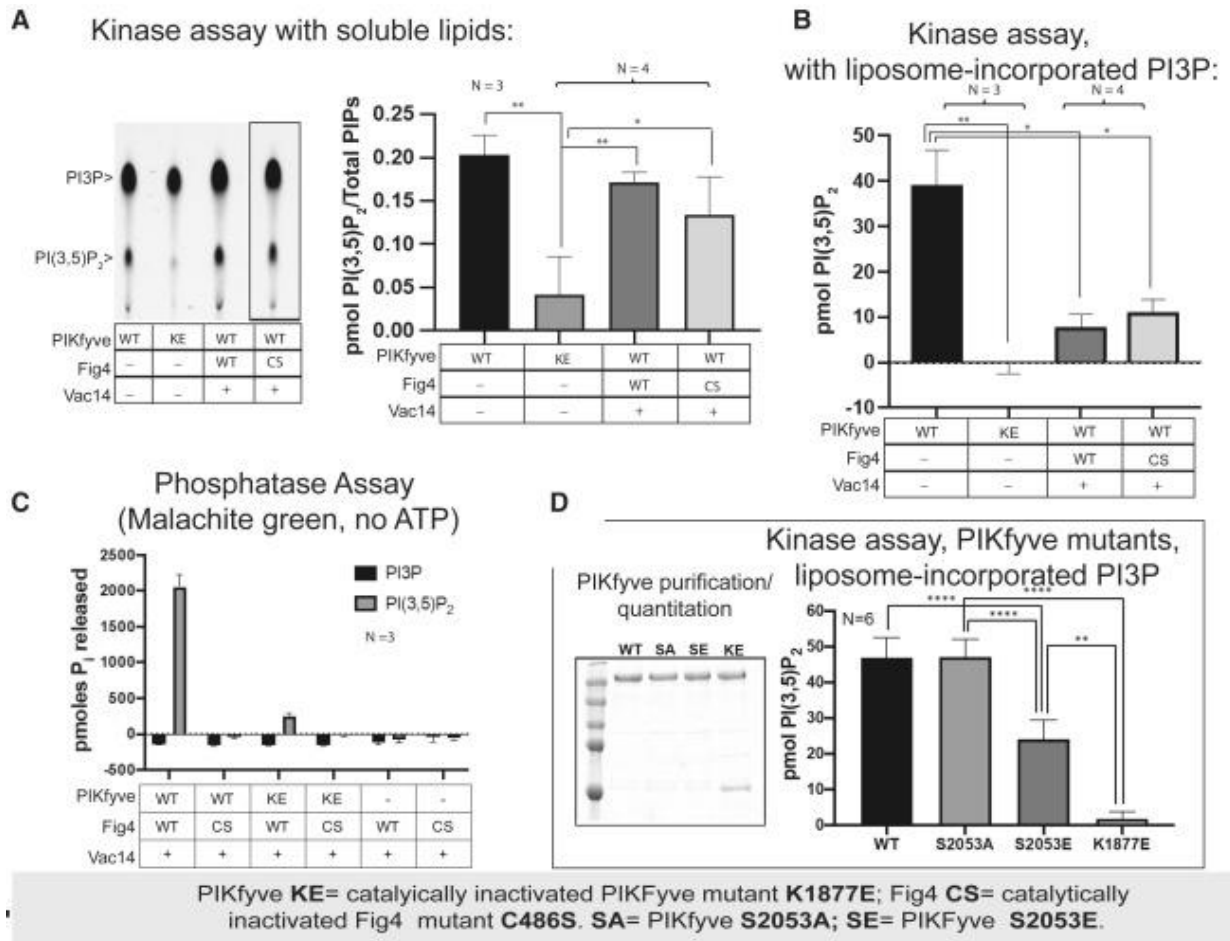 A
Kinase assay with soluble lipids:
PI3P>
PI(3,5)P2>
PIKfyve WT KE WT WT
Fig4 – – WT CS
Vac14 – – + +
N = 3
N = 4
**
*
**
pmol PI(3,5)P2/Total PIPs
0.25
0.20
0.15
0.10
0.05
0.00
PIKfyve WT KE WT WT
Fig4 – – WT CS
Vac14 – – + +
B
Kinase assay,
with liposome-incorporated PI3P:
N = 3
N = 4
**
*
*
pmol PI(3,5)P2
50
40
30
20
10
0
-10
PIKfyve WT KE WT WT
Fig4 – – WT CS
Vac14 – – + +
C
Phosphatase Assay
(Malachite green, no ATP)
pmoles Pi released
2500
2000
1500
1000
500
0
-500
PI3P
PI(3,5)P2
N =3
PIKfyve WT WT KE KE - -
Fig4 WT CS WT CS WT CS
Vac14 + + + + + +
D
Kinase assay, PIKfyve mutants,
liposome-incorporated PI3P
PIKfyve purification/
quantitation
WT SA SE KE
N=6
****
****
****
**
pmol PI(3,5)P2
60
50
40
30
20
10
0
WT S2053A S2053E K1877E
PIKfyve KE= catalyically inactivated PIKFyve mutant K1877E; Fig4 CS= catalytically
inactivated Fig4 mutant C486S. SA= PIKfyve S2053A; SE= PIKFyve S2053E.